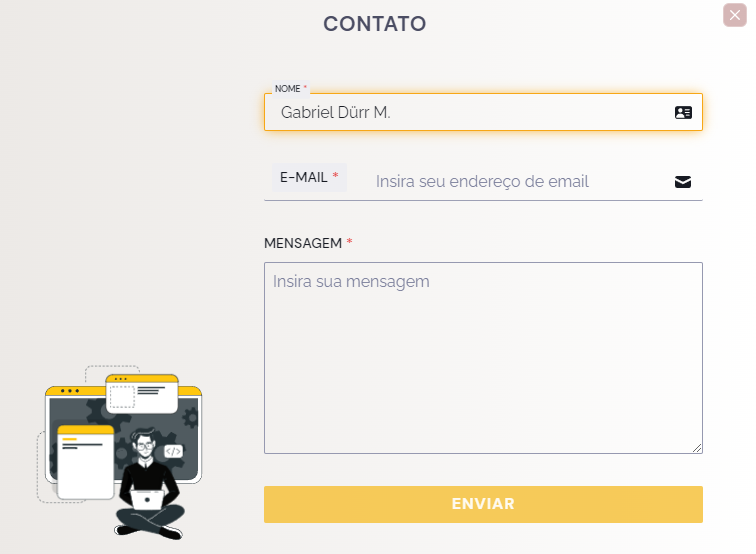 CONTATO
NOME *
Gabriel Dürr M.
E-MAIL *
Insira seu endereço de email
MENSAGEM *
Insira sua mensagem
</>
ENVIAR